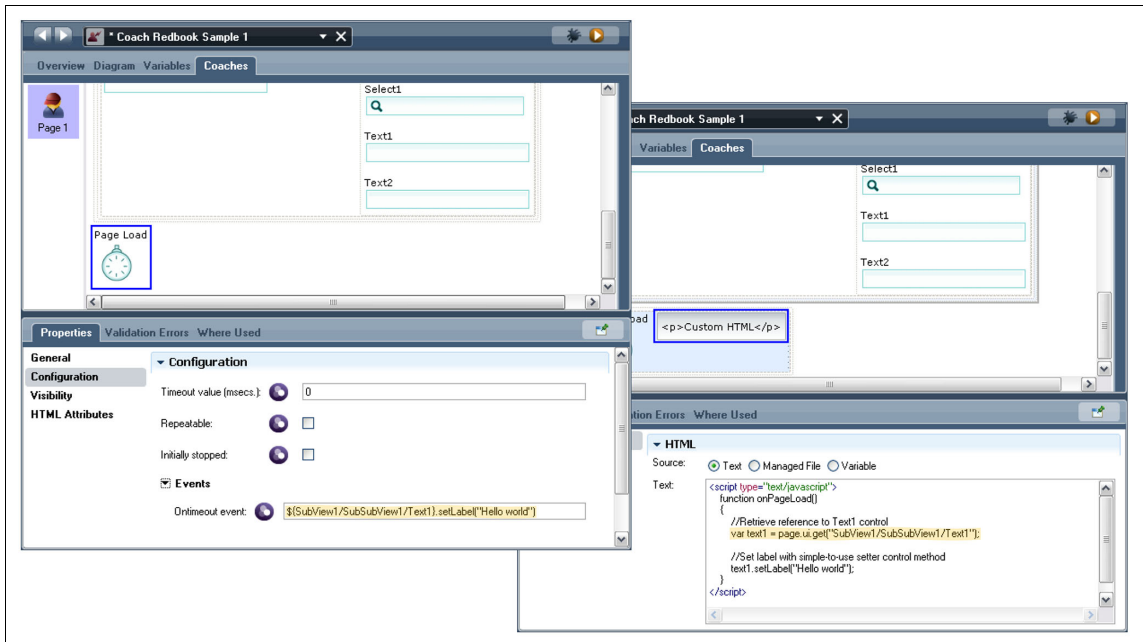 * Coach Redbook Sample 1
Overview Diagram Variables Coaches
Page 1
Select1
Text1
Text2
Page Load
Properties Validation Errors Where Used
General
Configuration
Visibility
HTML Attributes
Configuration
Timeout value (msecs.): 0
Repeatable:
Initially stopped:
Events
Ontimeout event: ${SubView1/SubSubView1/Text1}.setLabel("Hello world")
ch Redbook Sample 1
Variables Coaches
Select1
Text1
Text2
oad
<p>Custom HTML</p>
tion Errors Where Used
HTML
Source: Text Managed File Variable
Text: <script type="text/javascript">
function onPageLoad()
{
//Retrieve reference to Text1 control
var text1 = page.ui.get("SubView1/SubSubView1/Text1");
//Set label with simple-to-use setter control method
text1.setLabel("Hello world");
}
</script>